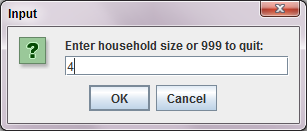 Input
Enter household size or 999 to quit:
4
OK
Cancel